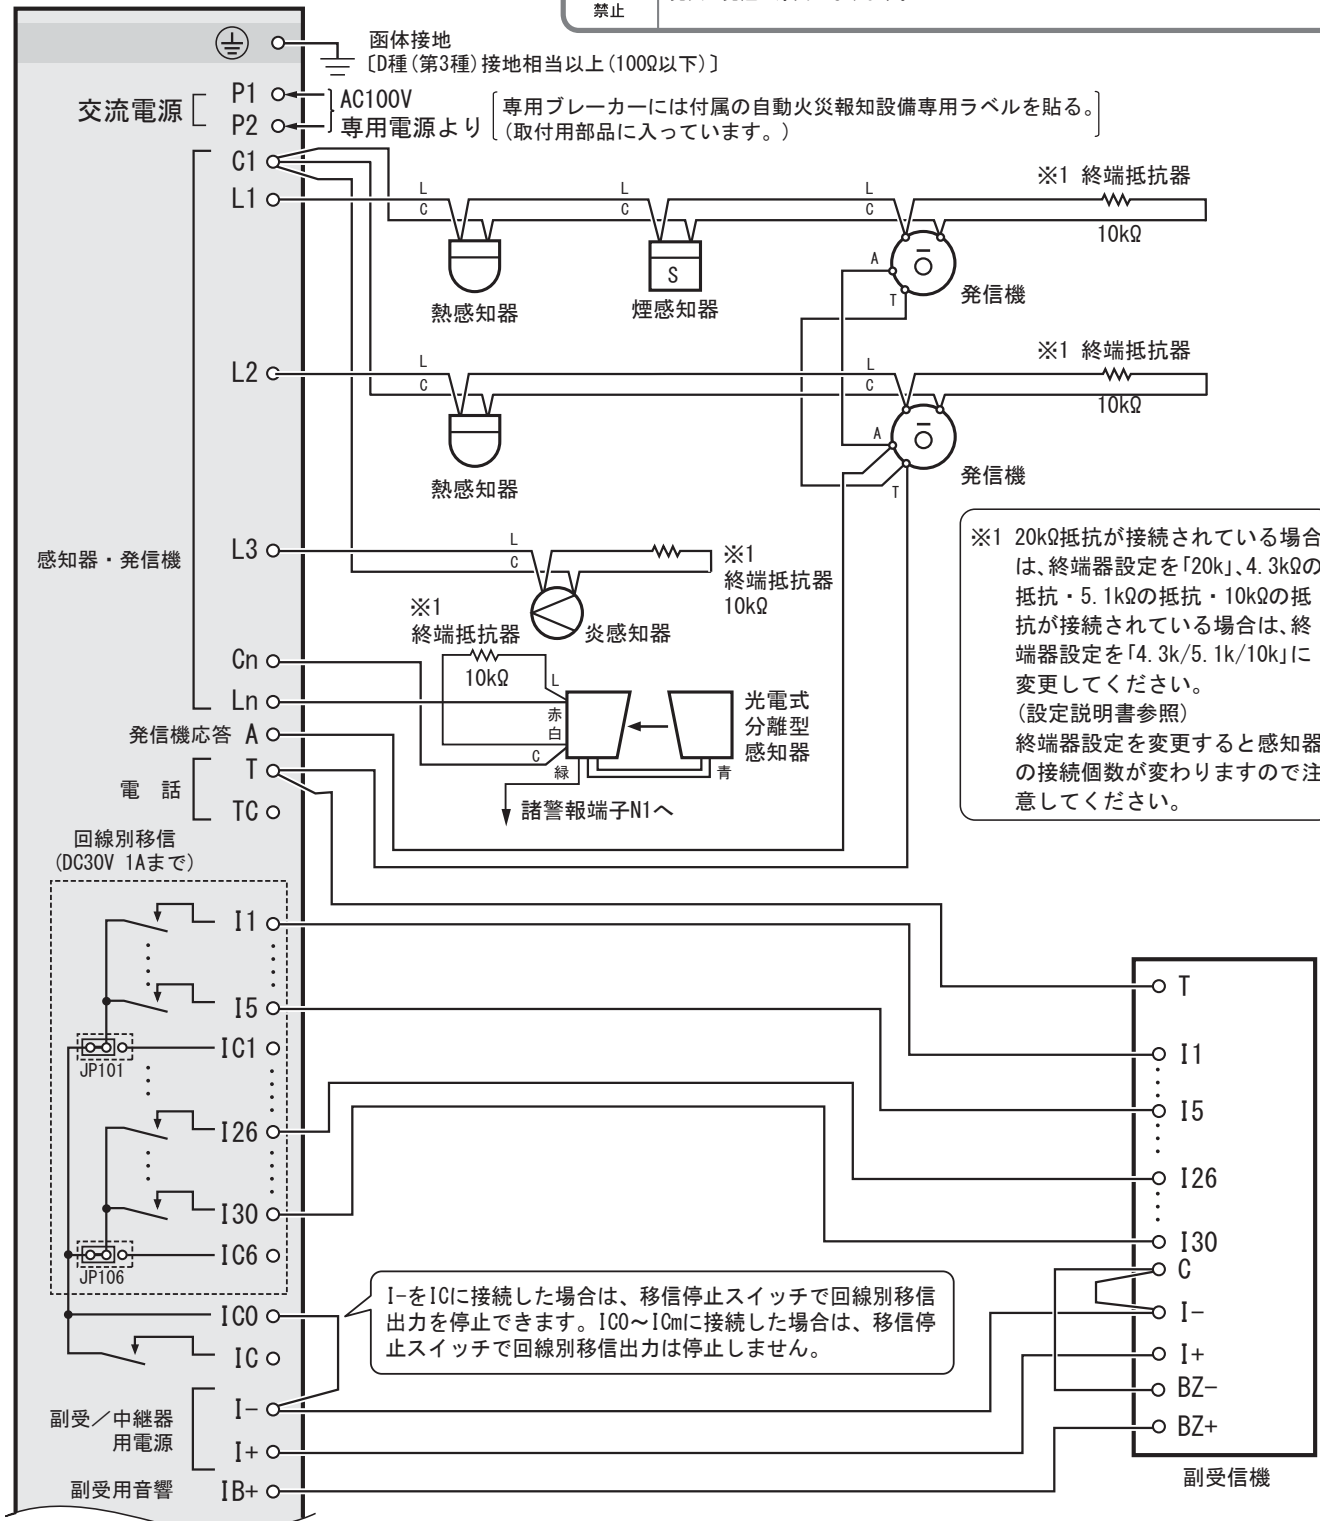 禁止
函体接地
〔D種(第3種)接地相当以上(100Ω以下)〕
交流電源
P1
P2
AC100V
専用電源より
専用ブレーカーには付属の自動火災報知設備専用ラベルを貼る。
(取付用部品に入っています。)
C1
L1
L
C
L
C
L
C
※1 終端抵抗器
10kΩ
熱感知器
S
煙感知器
A
T
発信機
L2
L
C
L
C
※1 終端抵抗器
10kΩ
熱感知器
A
T
発信機
感知器・発信機
L3
L
C
※1
終端抵抗器
10kΩ
炎感知器
※1
終端抵抗器
10kΩ
Cn
Ln
L
赤
白
C
緑
青
光電式
分離型
感知器
諸警報端子N1へ
※1 20kΩ抵抗が接続されている場合
は、終端器設定を「20k」、4.3kΩの
抵抗・5.1kΩの抵抗・10kΩの抵
抗が接続されている場合は、終
端器設定を「4.3k/5.1k/10k」に
変更してください。
(設定説明書参照)
終端器設定を変更すると感知器
の接続個数が変わりますので注
意してください。
発信機応答 A
電 話
T
TC
回線別移信
(DC30V 1Aまで)
I1
I5
IC1
JP101
I26
I30
IC6
JP106
IC0
IC
I-をICに接続した場合は、移信停止スイッチで回線別移信
出力を停止できます。IC0～ICmに接続した場合は、移信停
止スイッチで回線別移信出力は停止しません。
副受／中継器
用電源
I-
I+
副受用音響 IB+
T
I1
I5
I26
I30
C
I-
I+
BZ-
BZ+
副受信機